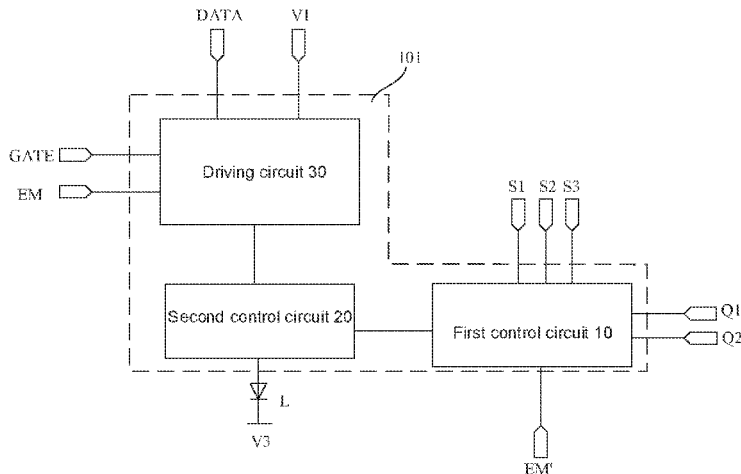 DATA V1
101
GATE
Driving circuit 30
EM
S1 S2 S3
Second control circuit 20
First control circuit 10
Q1
Q2
L
V3
EM'